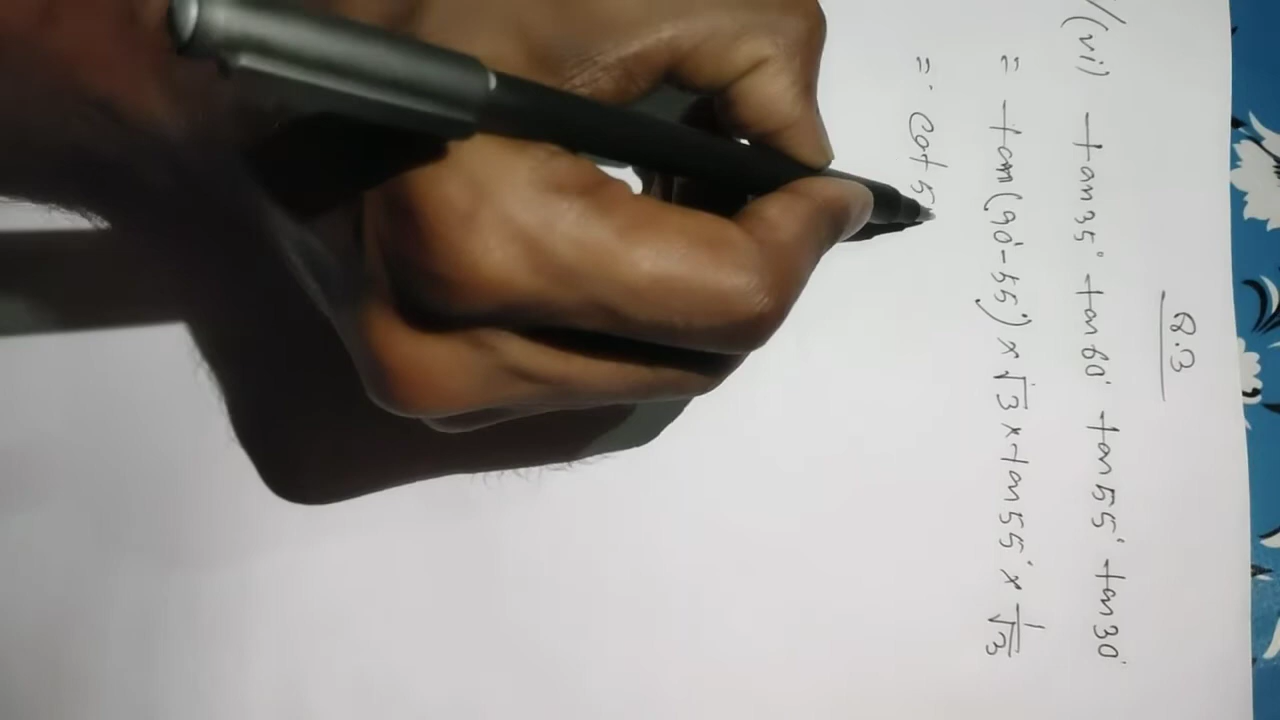 Q.3
/(vi) tan35° tan60° tan55° tan30°
= tan(90°-55°) x √3 x tan55° x 1/√3
= cot 5